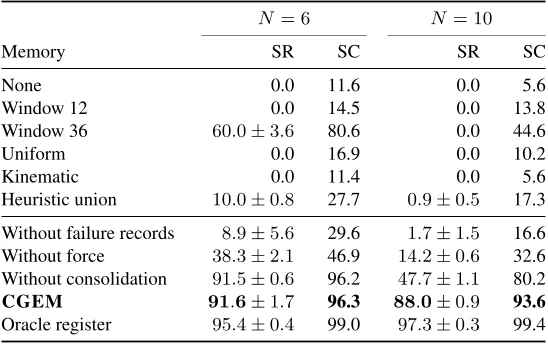 N = 6 N = 10
Memory SR SC SR SC
None 0.0 11.6 0.0 5.6
Window 12 0.0 14.5 0.0 13.8
Window 36 60.0 ± 3.6 80.6 0.0 44.6
Uniform 0.0 16.9 0.0 10.2
Kinematic 0.0 11.4 0.0 5.6
Heuristic union 10.0 ± 0.8 27.7 0.9 ± 0.5 17.3
Without failure records 8.9 ± 5.6 29.6 1.7 ± 1.5 16.6
Without force 38.3 ± 2.1 46.9 14.2 ± 0.6 32.6
Without consolidation 91.5 ± 0.6 96.2 47.7 ± 1.1 80.2
CGEM 91.6 ± 1.7 96.3 88.0 ± 0.9 93.6
Oracle register 95.4 ± 0.4 99.0 97.3 ± 0.3 99.4